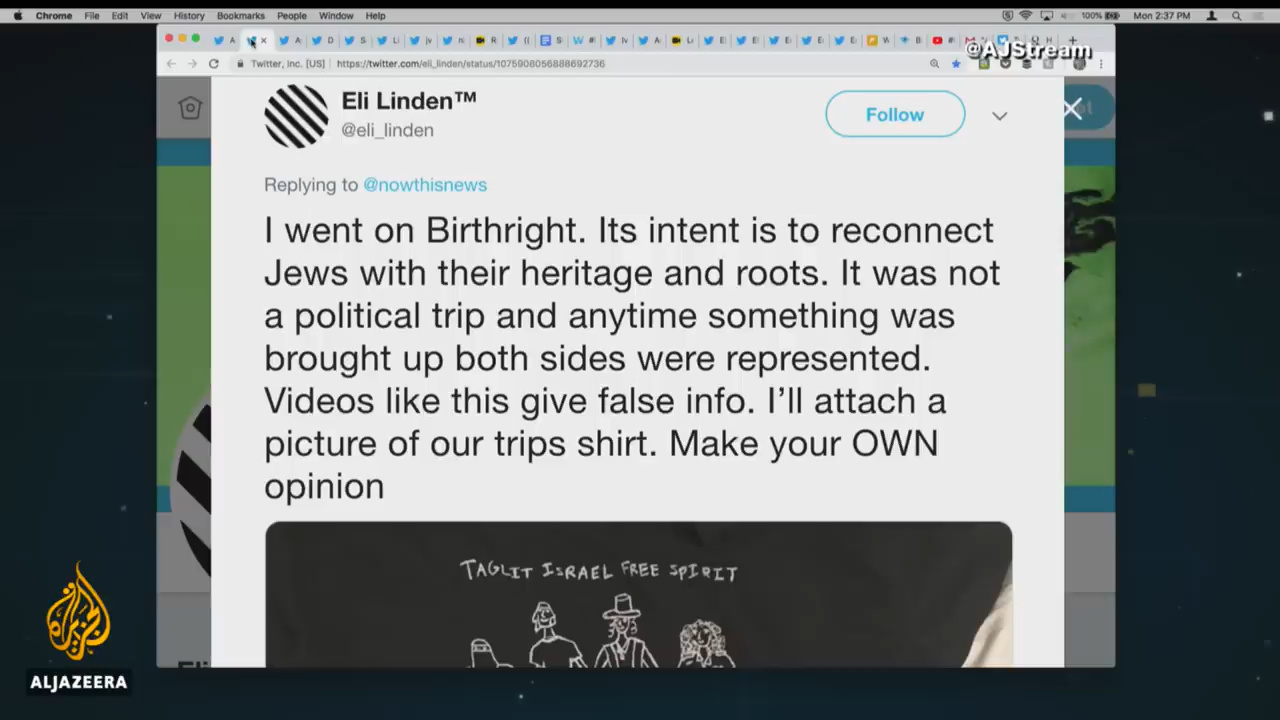 Chrome File Edit View History Bookmarks People Window Help
100% Mon 2:37 PM
@AJStream
Twitter, Inc. [US] https://twitter.com/eli_linden/status/1075908056888692736
Eli Linden™
@eli_linden
Follow
Replying to @nowthisnews
I went on Birthright. Its intent is to reconnect
Jews with their heritage and roots. It was not
a political trip and anytime something was
brought up both sides were represented.
Videos like this give false info. I'll attach a
picture of our trips shirt. Make your OWN
opinion
TAGLIT ISRAEL FREE SPIRIT
ALJAZEERA